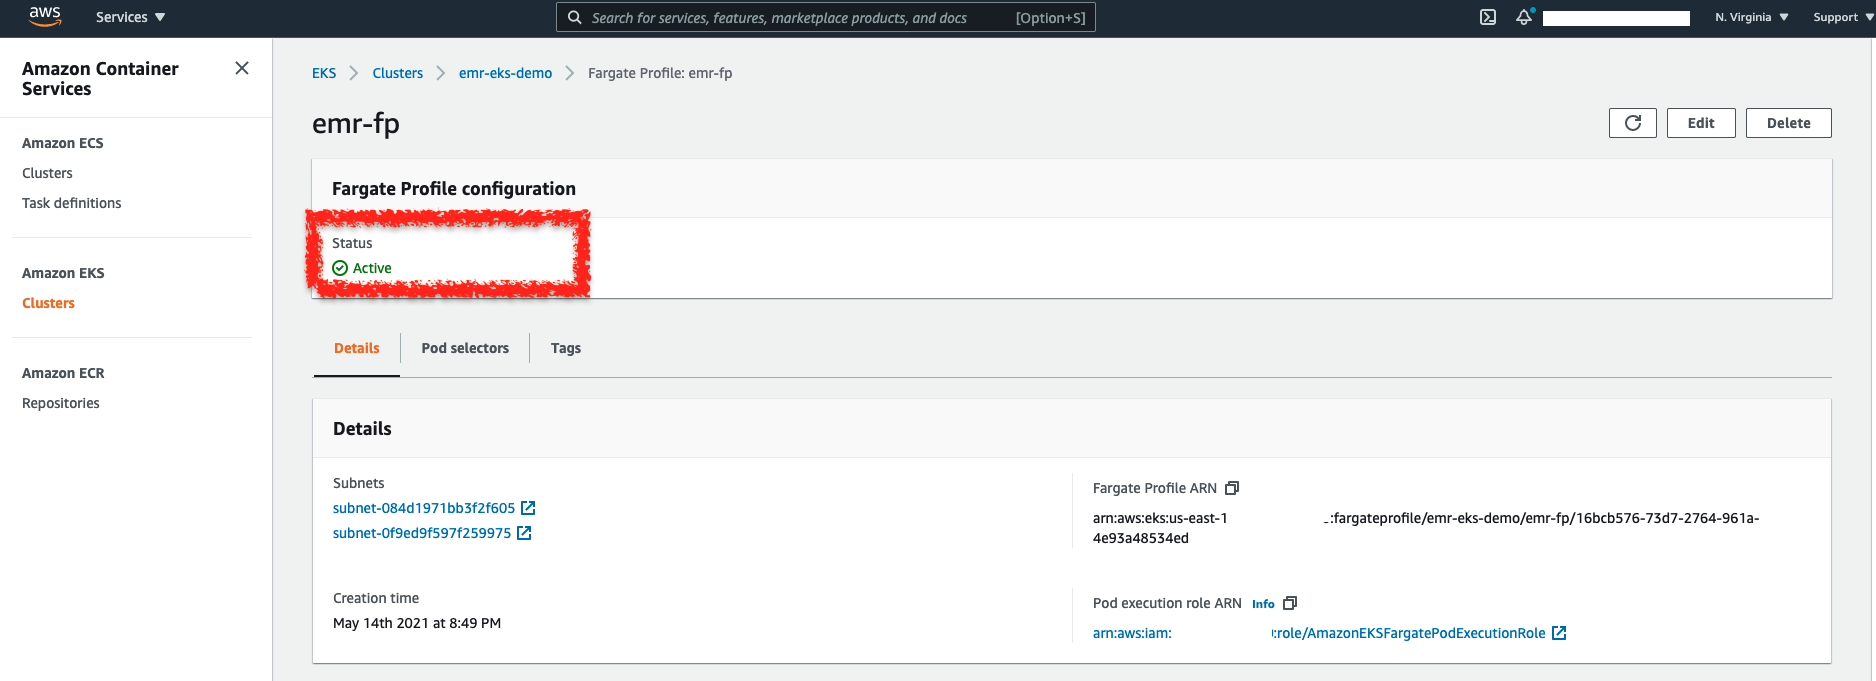 aws Services Search for services, features, marketplace products, and docs [Option+S] N. Virginia Support
Amazon Container
Services
Amazon ECS
Clusters
Task definitions
Amazon EKS
Clusters
Amazon ECR
Repositories
EKS Clusters emr-eks-demo Fargate Profile: emr-fp
emr-fp
Edit Delete
Fargate Profile configuration
Status
Active
Details Pod selectors Tags
Details
Subnets
subnet-084d1971bb3f2f605
subnet-0f9ed9f597f259975
Fargate Profile ARN
arn:aws:eks:us-east-1 :fargateprofile/emr-eks-demo/emr-fp/16bcb576-73d7-2764-961a-
4e93a48534ed
Creation time
May 14th 2021 at 8:49 PM
Pod execution role ARN Info
arn:aws:iam: :role/AmazonEKSFargatePodExecutionRole